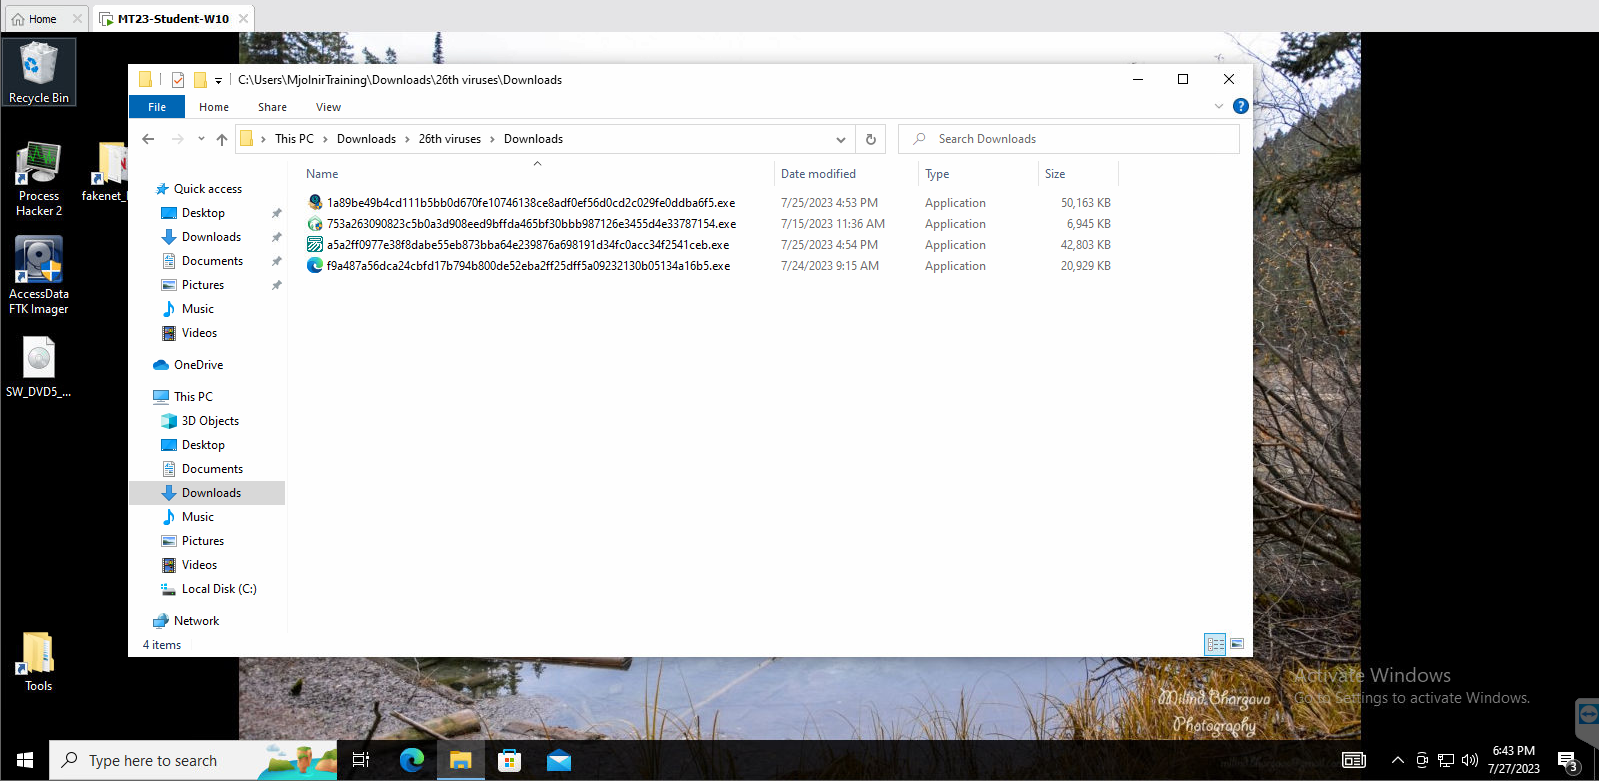 Home
MT23-Student-W10
Recycle Bin
Process
Hacker 2
fakenet_
AccessData
FTK Imager
SW_DVD5_...
Tools
C:\Users\MjolnirTraining\Downloads\26th viruses\Downloads
File
Home
Share
View
This PC
Downloads
26th viruses
Downloads
Search Downloads
Quick access
Desktop
Downloads
Documents
Pictures
Music
Videos
OneDrive
This PC
3D Objects
Desktop
Documents
Downloads
Music
Pictures
Videos
Local Disk (C:)
Network
Name Date modified Type Size
1a89be49b4cd111b5bb0d670fe10746138ce8adf0ef56d0cd2c029fe0ddba6f5.exe 7/25/2023 4:53 PM Application 50,163 KB
753a263090823c5b0a3d908eed9bffda465bf30bbb987126e3455d4e33787154.exe 7/15/2023 11:36 AM Application 6,945 KB
a5a2ff0977e38f8dabe55eb873bba64e239876a698191d34fc0acc34f2541ceb.exe 7/25/2023 4:54 PM Application 42,803 KB
f9a487a56dca24cbfd17b794b800de52eba2ff25dff5a09232130b05134a16b5.exe 7/24/2023 9:15 AM Application 20,929 KB
4 items
Activate Windows
Go to Settings to activate Windows.
Milind Bhargava
Photography
Type here to search
6:43 PM
7/27/2023
3